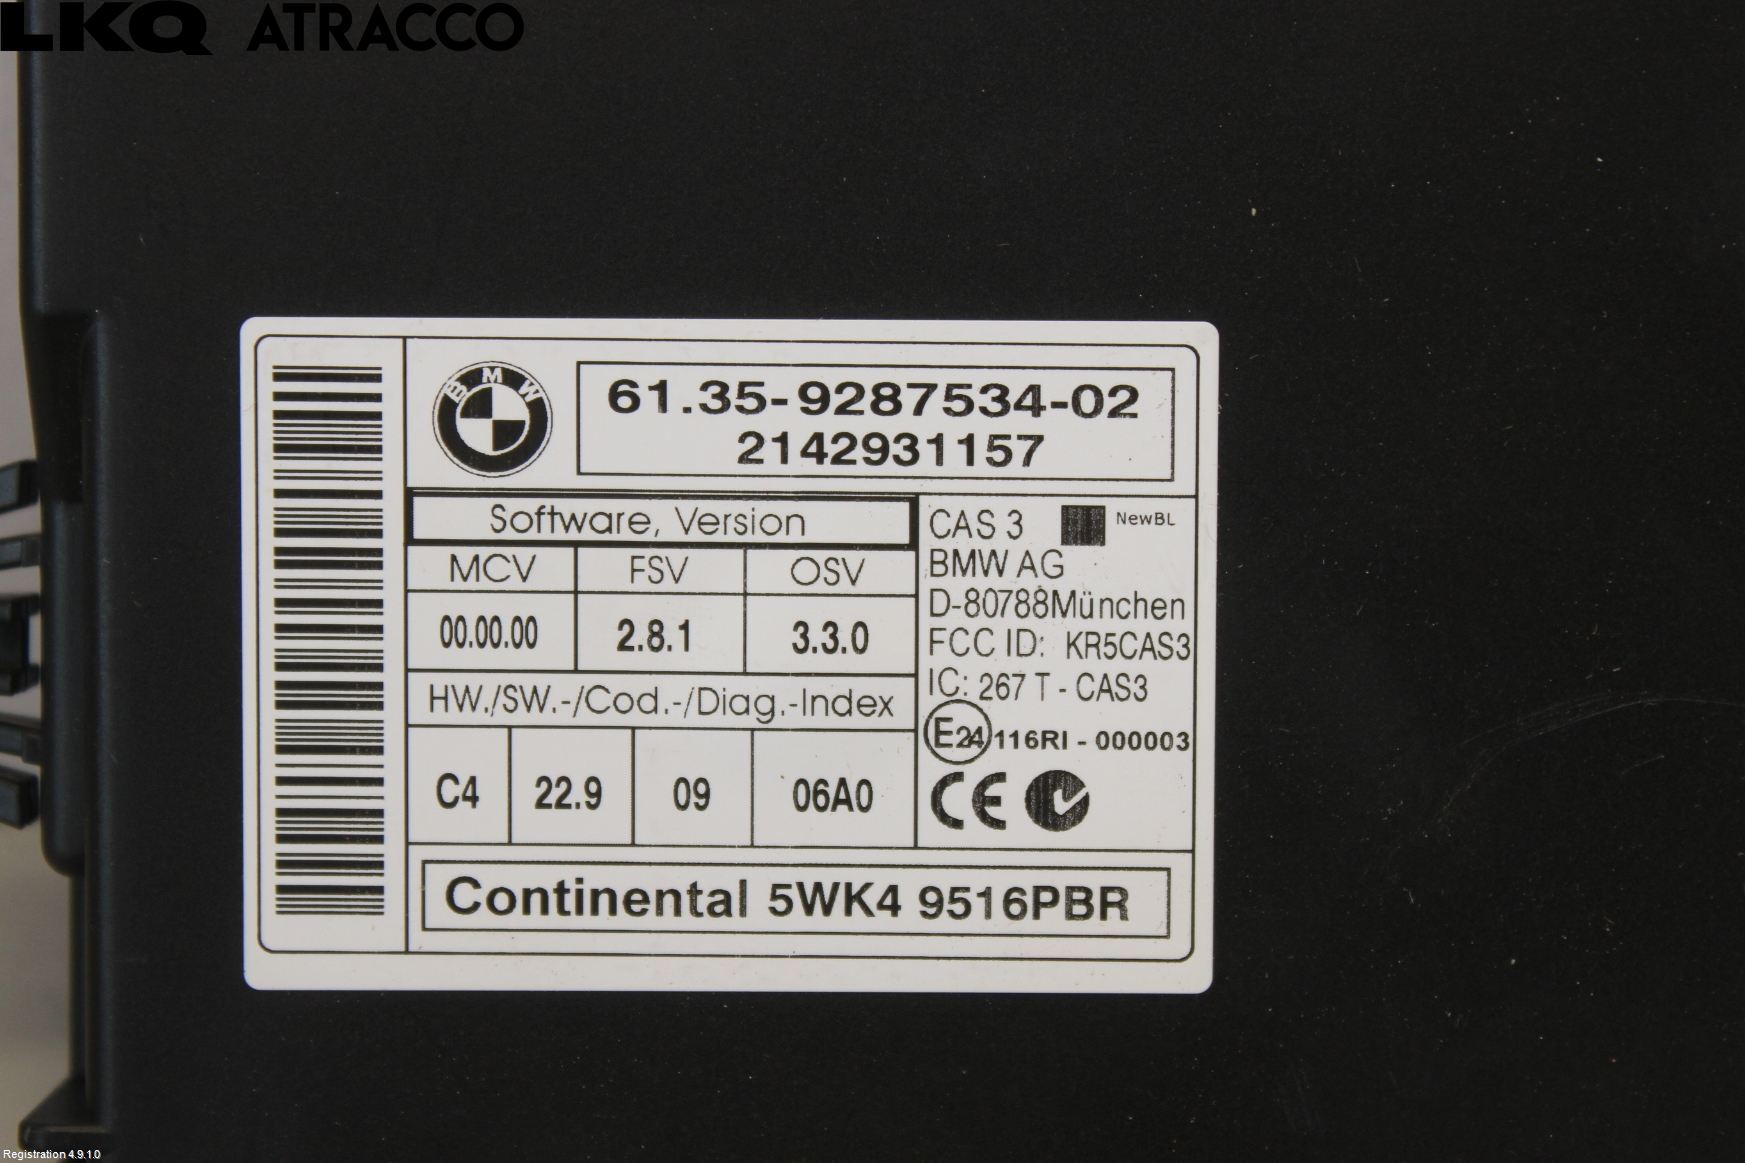 LKQ ATRACCO
BMW
61.35-9287534-02
2142931157
Software, Version
MCV FSV OSV
00.00.00 2.8.1 3.3.0
HW./SW.-/Cod.-/Diag.-Index
C4 22.9 09 06A0
CAS 3 NewBL
BMW AG
D-80788München
FCC ID: KR5CAS3
IC: 267 T - CAS3
E24 116RI - 000003
CE
Continental 5WK4 9516PBR
Registration 4.9.1.0